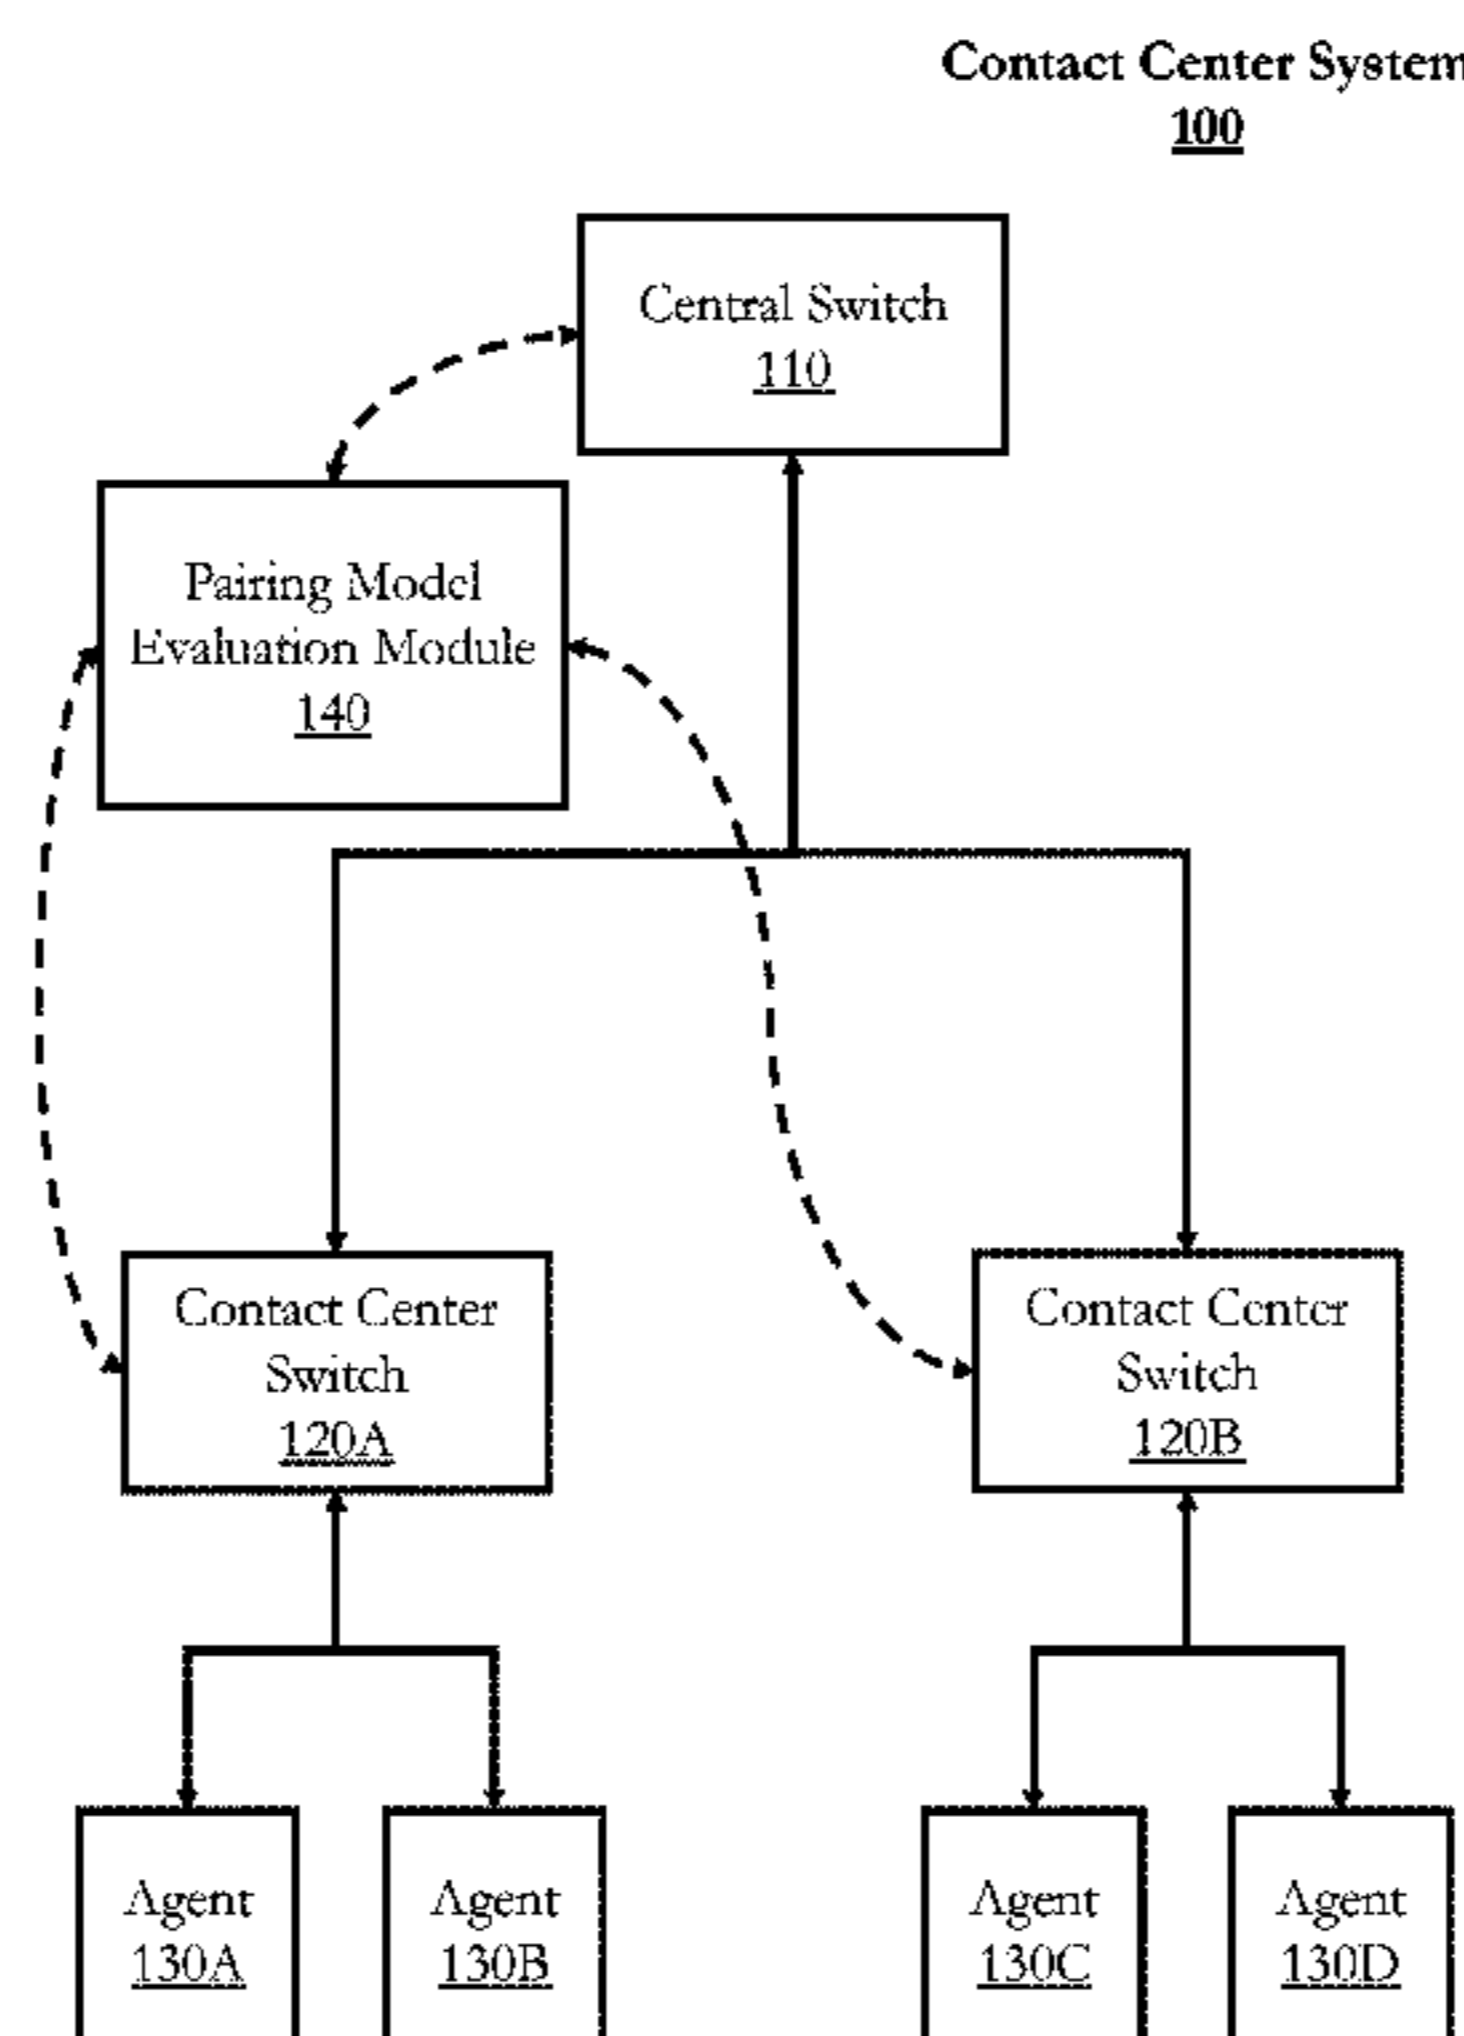 Contact Center System
100
Central Switch
110
Pairing Model
Evaluation Module
140
Contact Center
Switch
120A
Contact Center
Switch
120B
Agent
130A
Agent
130B
Agent
130C
Agent
130D